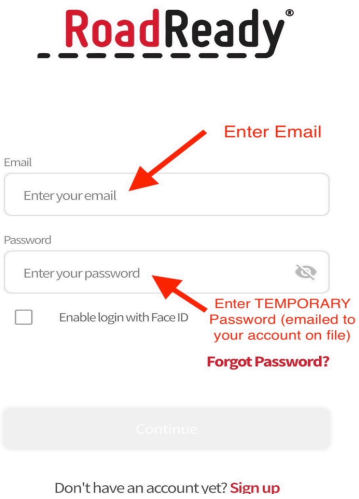 RoadReady®
Enter Email
Email
Enter your email
Password
Enter your password
Enter TEMPORARY
Enable login with Face ID
Password (emailed to
your account on file)
Forgot Password?
Continue
Don't have an account yet? Sign up